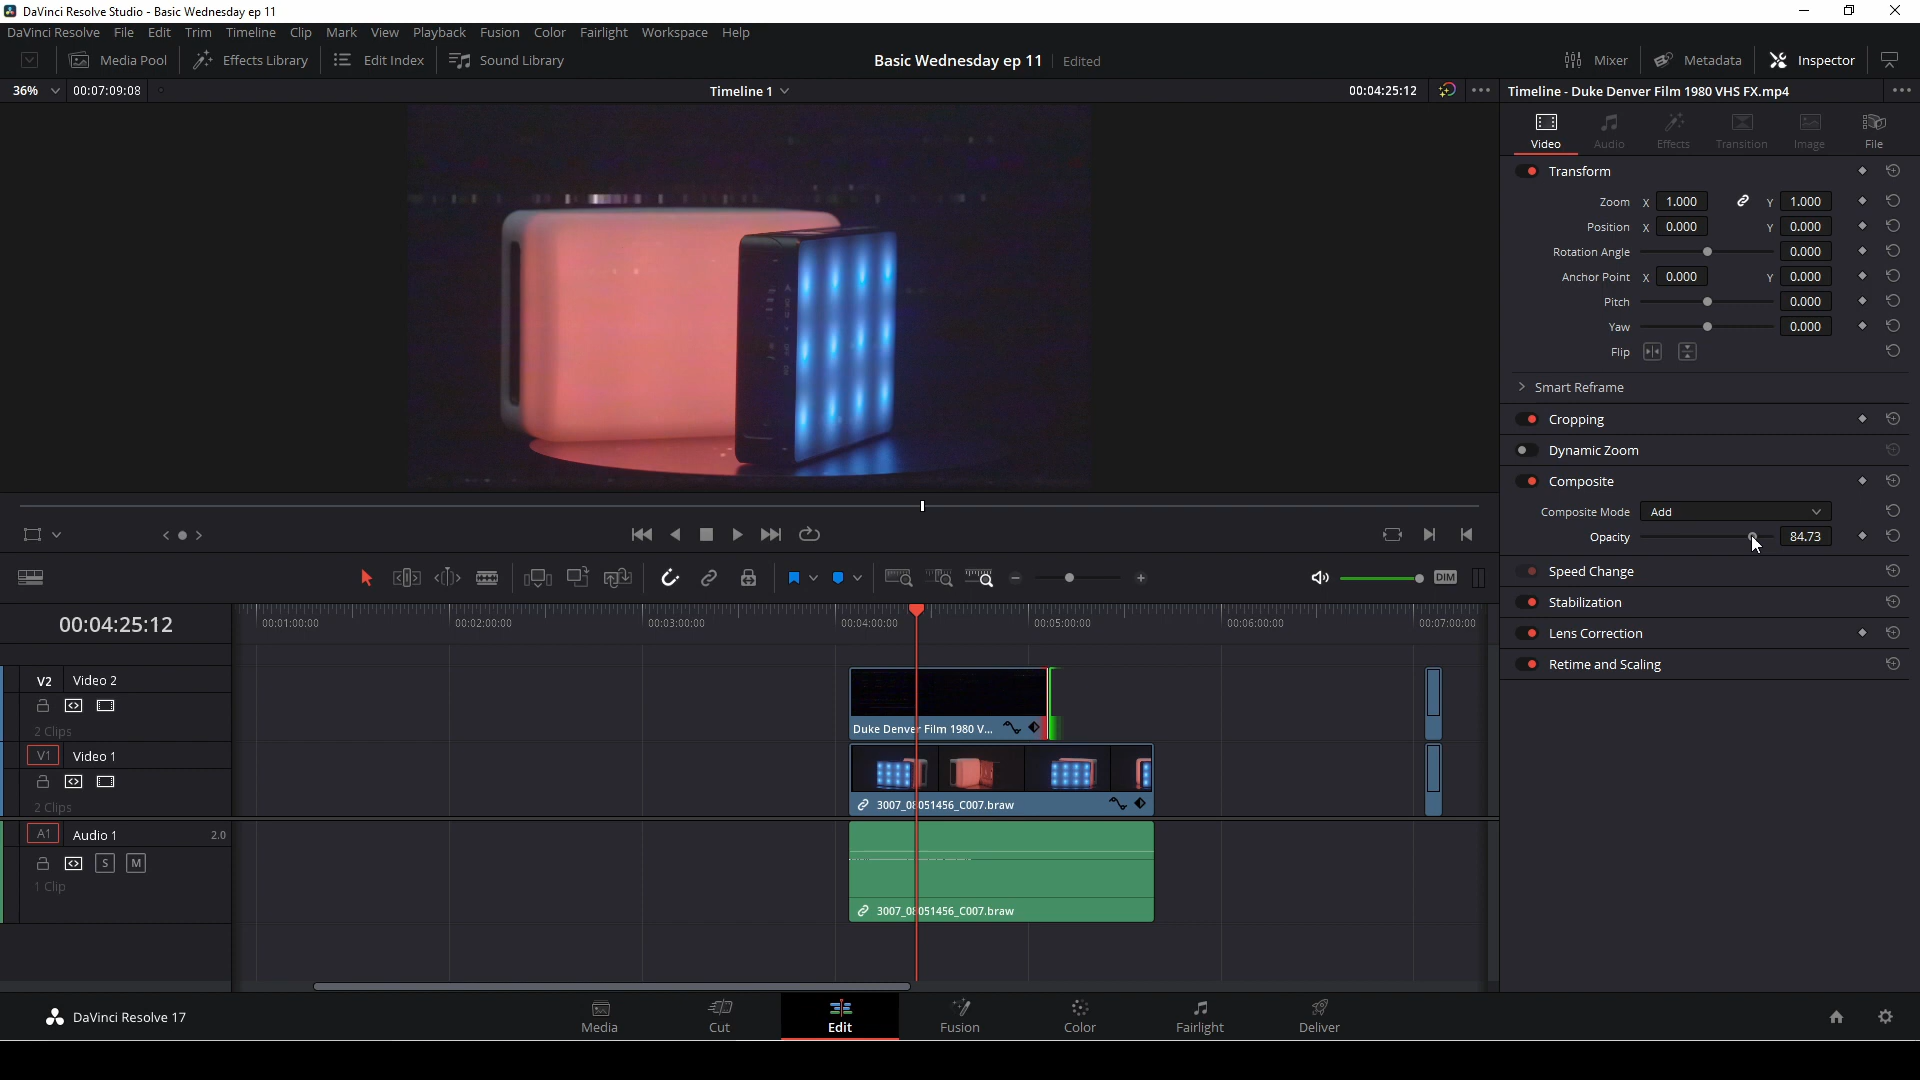 DaVinci Resolve Studio - Basic Wednesday ep 11
DaVinci Resolve File Edit Trim Timeline Clip Mark View Playback Fusion Color Fairlight Workspace Help
Media Pool Effects Library Edit Index Sound Library Basic Wednesday ep 11 Edited Mixer Metadata Inspector
36% 00:07:09:08 Timeline 1 00:04:25:12 Timeline - Duke Denver Film 1980 VHS FX.mp4
Video Audio Effects Transition Image File
Transform
Zoom X 1.000 Y 1.000
Position X 0.000 Y 0.000
Rotation Angle 0.000
Anchor Point X 0.000 Y 0.000
Pitch 0.000
Yaw 0.000
Flip
Smart Reframe
Cropping
Dynamic Zoom
Composite
Composite Mode Add
Opacity 84.73
Speed Change
Stabilization
Lens Correction
Retime and Scaling
DIM
00:04:25:12
00:01:00:00 00:02:00:00 00:03:00:00 00:04:00:00 00:05:00:00 00:06:00:00 00:07:00:00
V2 Video 2
2 Clips
Duke Denver Film 1980 V...
V1 Video 1
2 Clips
3007_08051456_C007.braw
A1 Audio 1 2.0
S M
1 Clip
3007_08051456_C007.braw
DaVinci Resolve 17
Media Cut Edit Fusion Color Fairlight Deliver